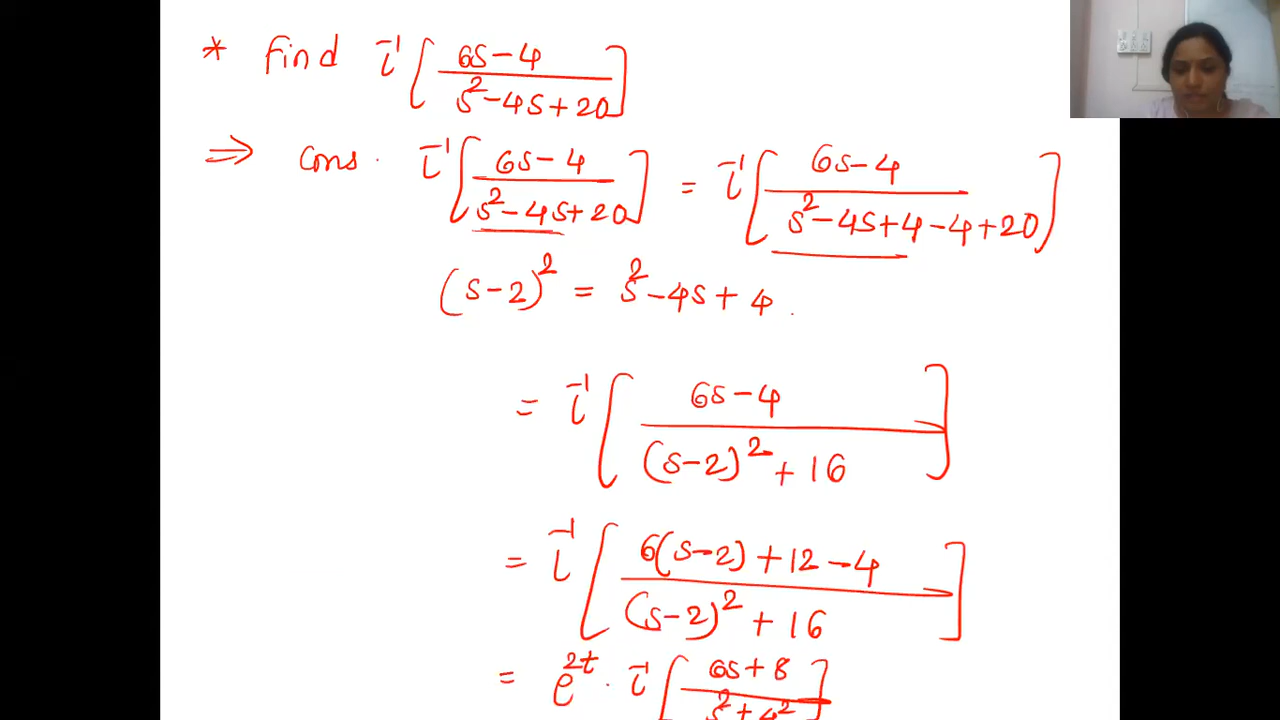 * Find L⁻¹[(6s-4)/(s²-4s+20)]
⇒ Cons. L⁻¹[(6s-4)/(s²-4s+20)] = L⁻¹[(6s-4)/(s²-4s+4-4+20)]
(s-2)² = s²-4s+4.
= L⁻¹[(6s-4)/((s-2)²+16)]
= L⁻¹[(6(s-2)+12-4)/((s-2)²+16)]
= e²ᵗ · L⁻¹[(6s+8)/(s²+4²)]